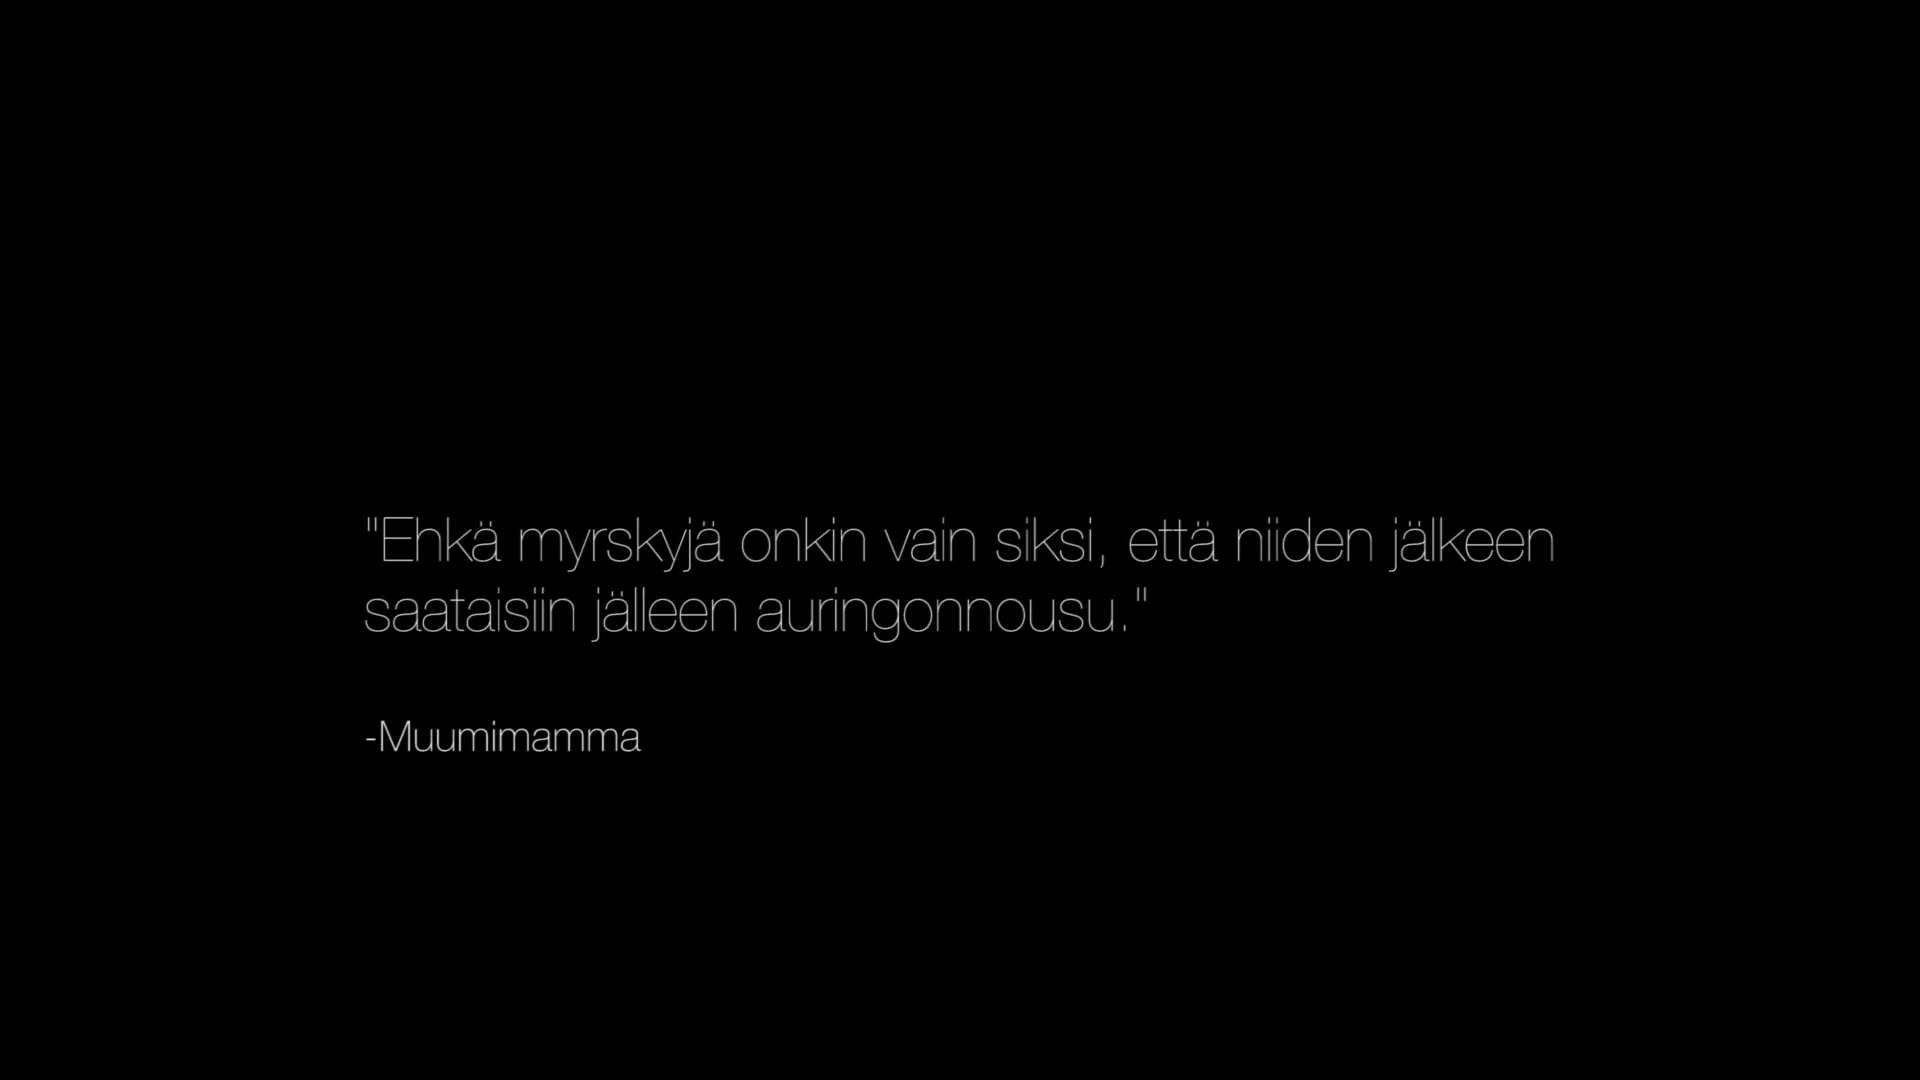 "Ehkä myrskyjä onkin vain siksi, että niiden jälkeen
saataisiin jälleen auringonnousu."
-Muumimamma